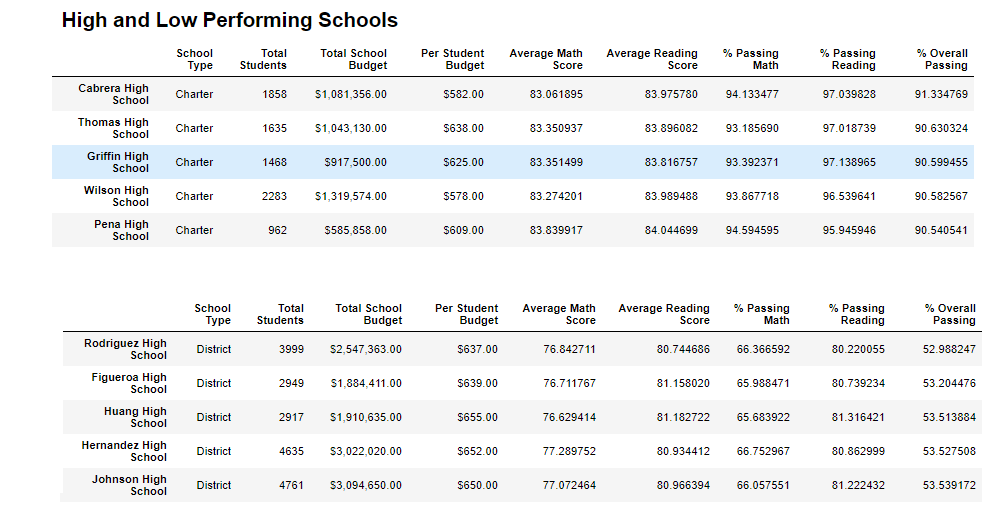 High and Low Performing Schools
School Type Total Students Total School Budget Per Student Budget Average Math Score Average Reading Score % Passing Math % Passing Reading % Overall Passing
Cabrera High School Charter 1858 $1,081,356.00 $582.00 83.061895 83.975780 94.133477 97.039828 91.334769
Thomas High School Charter 1635 $1,043,130.00 $638.00 83.350937 83.896082 93.185690 97.018739 90.630324
Griffin High School Charter 1468 $917,500.00 $625.00 83.351499 83.816757 93.392371 97.138965 90.599455
Wilson High School Charter 2283 $1,319,574.00 $578.00 83.274201 83.989488 93.867718 96.539641 90.582567
Pena High School Charter 962 $585,858.00 $609.00 83.839917 84.044699 94.594595 95.945946 90.540541
School Type Total Students Total School Budget Per Student Budget Average Math Score Average Reading Score % Passing Math % Passing Reading % Overall Passing
Rodriguez High School District 3999 $2,547,363.00 $637.00 76.842711 80.744686 66.366592 80.220055 52.988247
Figueroa High School District 2949 $1,884,411.00 $639.00 76.711767 81.158020 65.988471 80.739234 53.204476
Huang High School District 2917 $1,910,635.00 $655.00 76.629414 81.182722 65.683922 81.316421 53.513884
Hernandez High School District 4635 $3,022,020.00 $652.00 77.289752 80.934412 66.752967 80.862999 53.527508
Johnson High School District 4761 $3,094,650.00 $650.00 77.072464 80.966394 66.057551 81.222432 53.539172